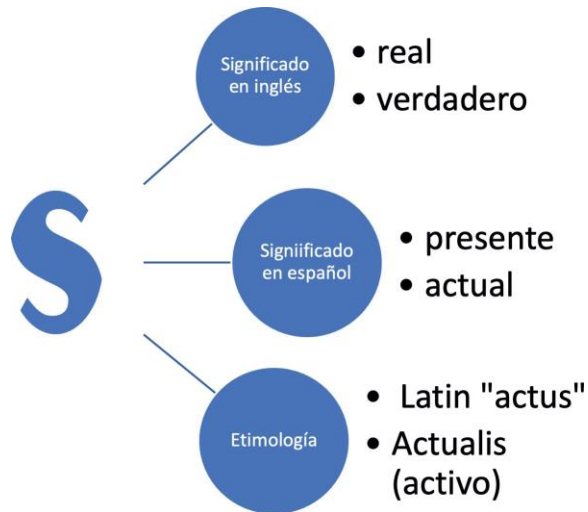 S
Significado
en inglés
• real
• verdadero
Signiificado
en español
• presente
• actual
Etimología
• Latin "actus"
• Actualis
(activo)